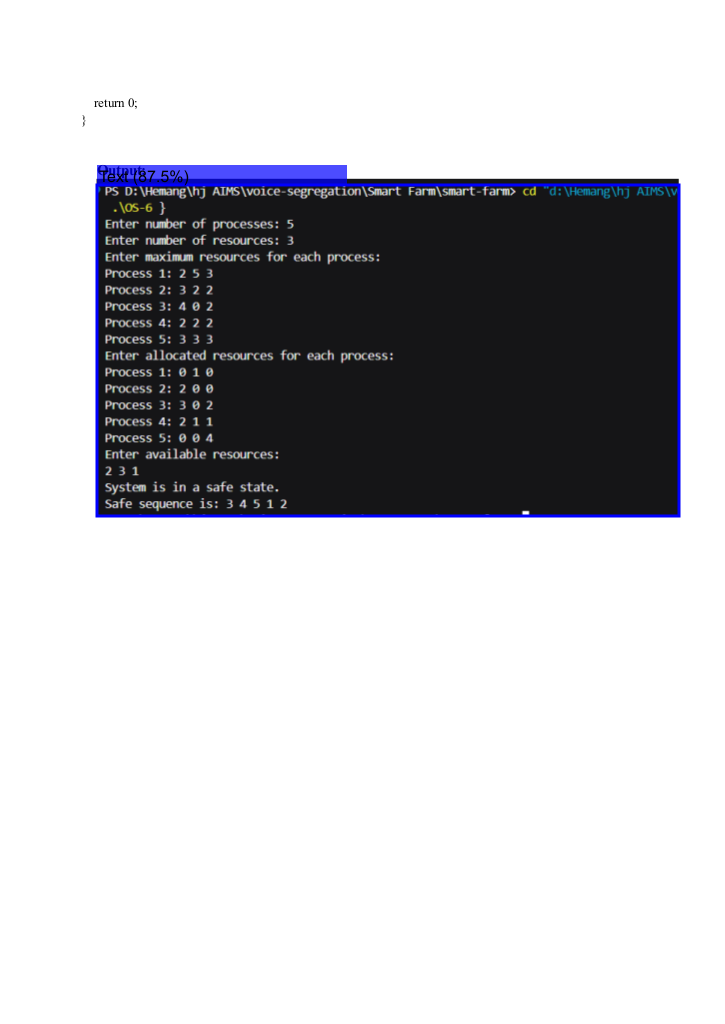 return 0;
}
Output:
Text (87.5%)
PS D:\Hemang\hj AIMS\voice-segregation\Smart Farm\smart-farm> cd "d:\Hemang\hj AIMS\v
.\OS-6 }
Enter number of processes: 5
Enter number of resources: 3
Enter maximum resources for each process:
Process 1: 2 5 3
Process 2: 3 2 2
Process 3: 4 0 2
Process 4: 2 2 2
Process 5: 3 3 3
Enter allocated resources for each process:
Process 1: 0 1 0
Process 2: 2 0 0
Process 3: 3 0 2
Process 4: 2 1 1
Process 5: 0 0 4
Enter available resources:
2 3 1
System is in a safe state.
Safe sequence is: 3 4 5 1 2